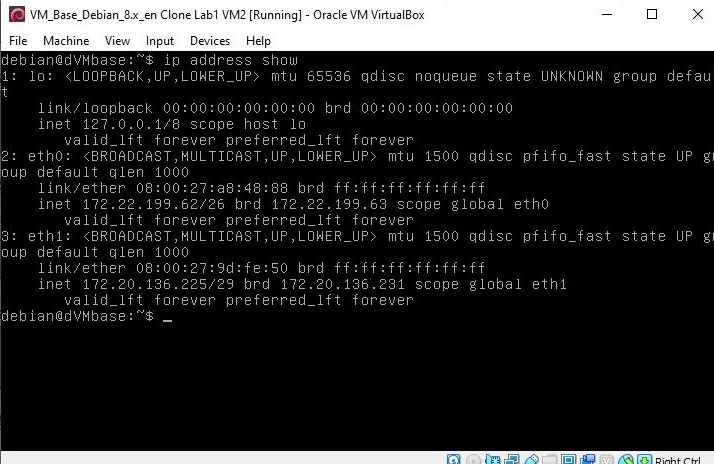 VM_Base_Debian_8.x_en Clone Lab1 VM2 [Running] - Oracle VM VirtualBox
File Machine View Input Devices Help
debian@dVMbase:~$ ip address show
1: lo: <LOOPBACK,UP,LOWER_UP> mtu 65536 qdisc noqueue state UNKNOWN group defaul
t
    link/loopback 00:00:00:00:00:00 brd 00:00:00:00:00:00
    inet 127.0.0.1/8 scope host lo
       valid_lft forever preferred_lft forever
2: eth0: <BROADCAST,MULTICAST,UP,LOWER_UP> mtu 1500 qdisc pfifo_fast state UP gr
oup default qlen 1000
    link/ether 08:00:27:a8:48:88 brd ff:ff:ff:ff:ff:ff
    inet 172.22.199.62/26 brd 172.22.199.63 scope global eth0
       valid_lft forever preferred_lft forever
3: eth1: <BROADCAST,MULTICAST,UP,LOWER_UP> mtu 1500 qdisc pfifo_fast state UP gr
oup default qlen 1000
    link/ether 08:00:27:9d:fe:50 brd ff:ff:ff:ff:ff:ff
    inet 172.20.136.225/29 brd 172.20.136.231 scope global eth1
       valid_lft forever preferred_lft forever
debian@dVMbase:~$ _
Right Ctrl